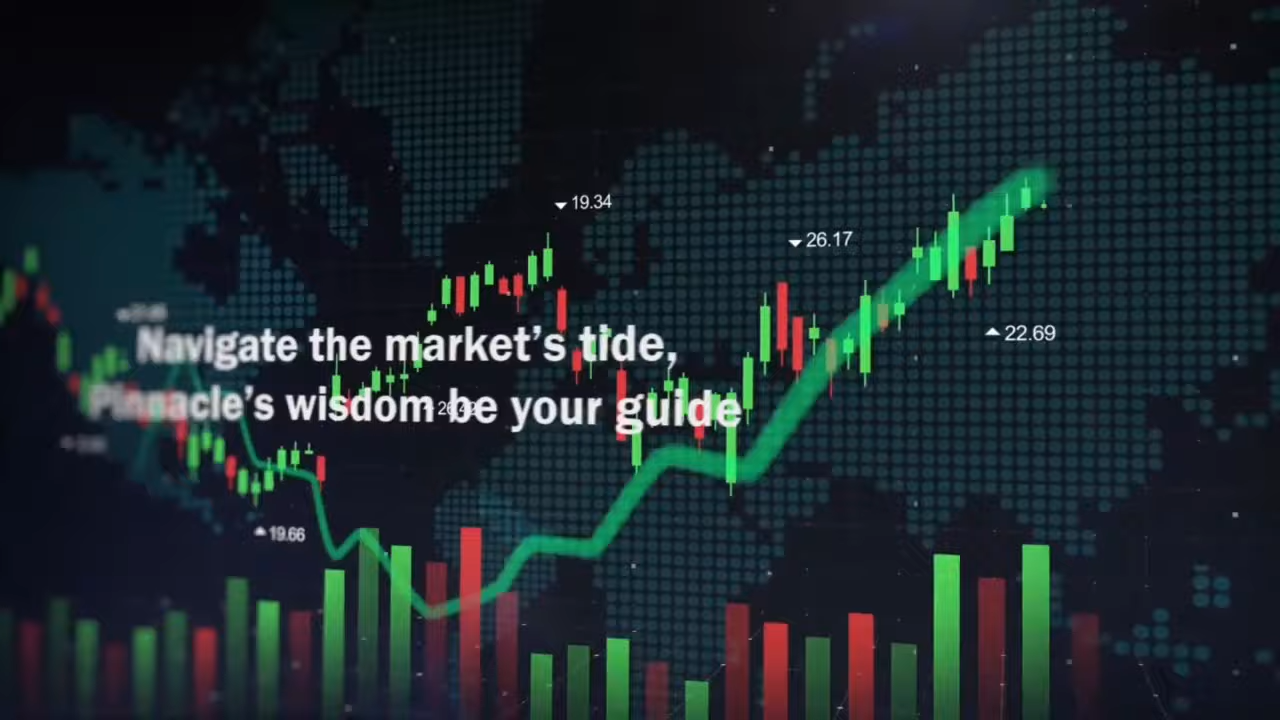 19.34
26.17
22.69
Navigate the market's tide,
Pinnacle's wisdom be your guide
19.66